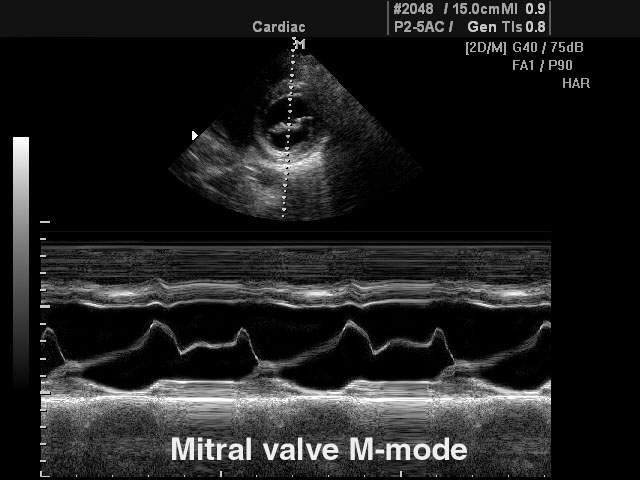 #2048 / 15.0cm MI 0.9
Cardiac P2-5AC / Gen TIs 0.8
M
[2D/M] G40 / 75dB
FA1 / P90
HAR
Mitral valve M-mode